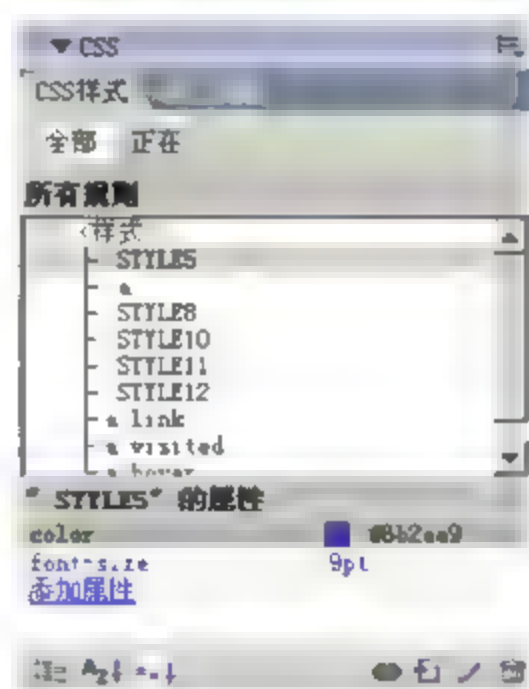 CSS
CSS样式
全部 正在
所有规则
<样式
STYLE5
a
STYLE8
STYLE10
STYLE11
STYLE12
a link
a visited
a hover
"STYLE5"的属性
color
font-size 9pt
添加属性